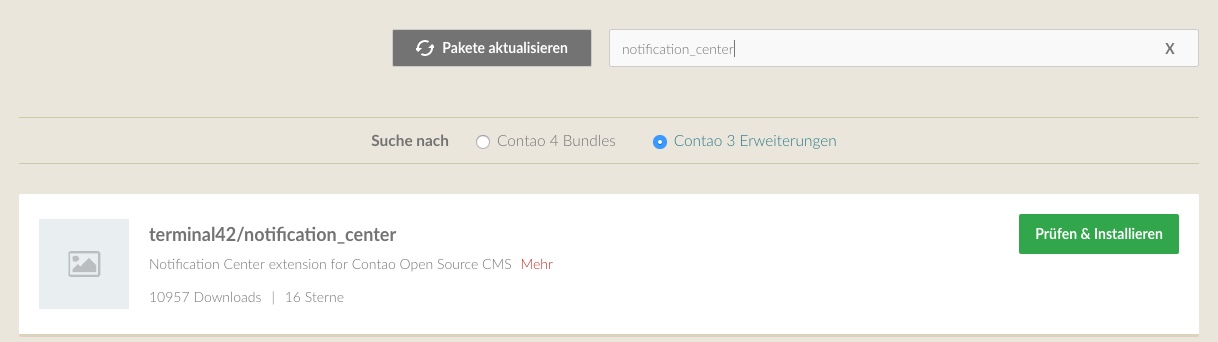 Pakete aktualisieren notification_center X
Suche nach Contao 4 Bundles Contao 3 Erweiterungen
terminal42/notification_center Prüfen & Installieren
Notification Center extension for Contao Open Source CMS Mehr
10957 Downloads | 16 Sterne